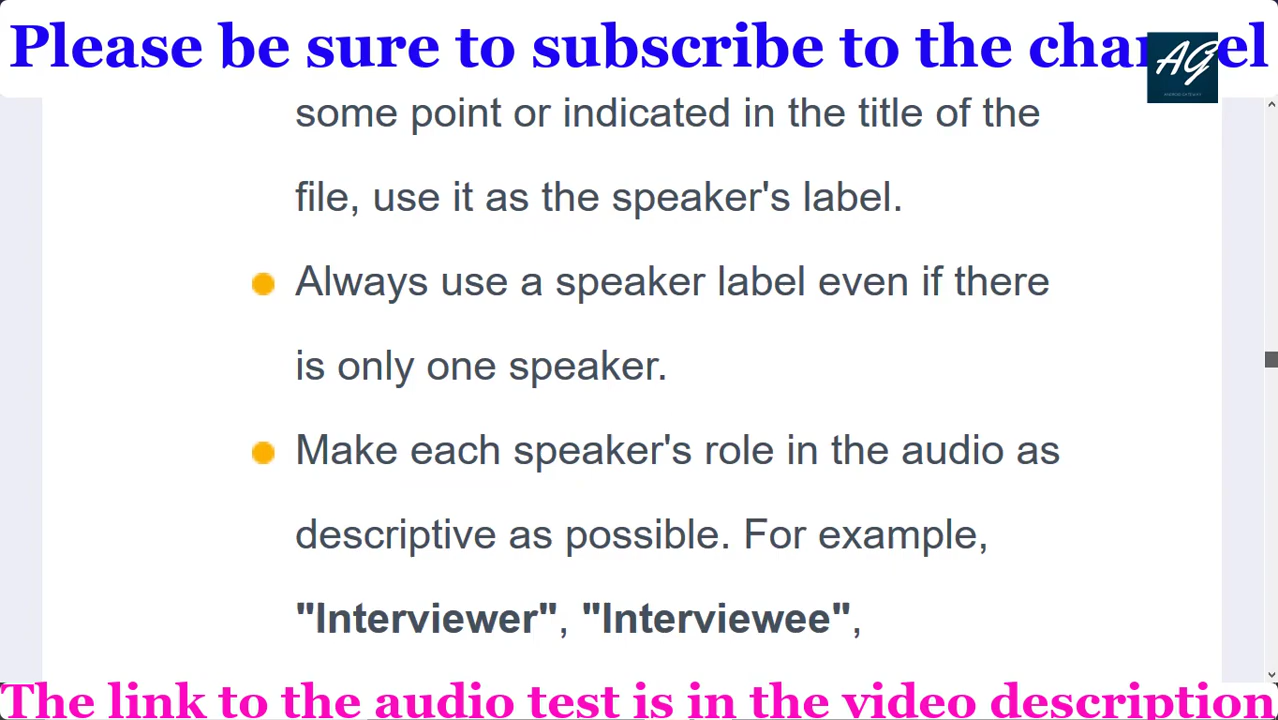 Please be sure to subscribe to the channel
AG
some point or indicated in the title of the
file, use it as the speaker's label.
Always use a speaker label even if there
is only one speaker.
Make each speaker's role in the audio as
descriptive as possible. For example,
"Interviewer", "Interviewee",
The link to the audio test is in the video description